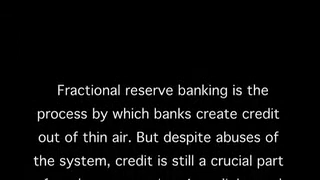 Fractional reserve banking is the
process by which banks create credit
out of thin air. But despite abuses of
the system, credit is still a crucial part